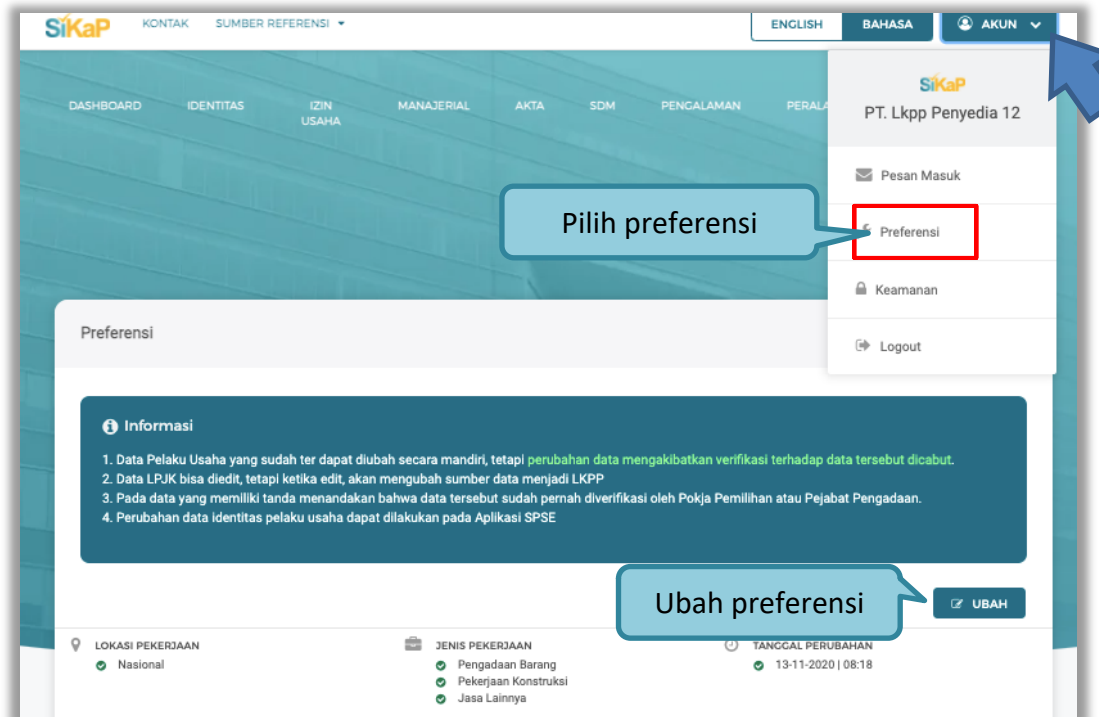 SiKaP KONTAK SUMBER REFERENSI ENGLISH BAHASA AKUN
SiKaP
PT. Lkpp Penyedia 12
DASHBOARD IDENTITAS IZIN USAHA MANAJERIAL AKTA SDM PENGALAMAN
Pesan Masuk
Pilih preferensi
Preferensi
Keamanan
Logout
Preferensi
Informasi
1. Data Pelaku Usaha yang sudah ter dapat diubah secara mandiri, tetapi perubahan data mengakibatkan verifikasi terhadap data tersebut dicabut.
2. Data LPJK bisa diedit, tetapi ketika edit, akan mengubah sumber data menjadi LKPP
3. Pada data yang memiliki tanda menandakan bahwa data tersebut sudah pernah diverifikasi oleh Pokja Pemilihan atau Pejabat Pengadaan.
4. Perubahan data identitas pelaku usaha dapat dilakukan pada Aplikasi SPSE
Ubah preferensi
UBAH
LOKASI PEKERJAAN
Nasional
JENIS PEKERJAAN
Pengadaan Barang
Pekerjaan Konstruksi
Jasa Lainnya
TANGGAL PERUBAHAN
13-11-2020 | 08:18